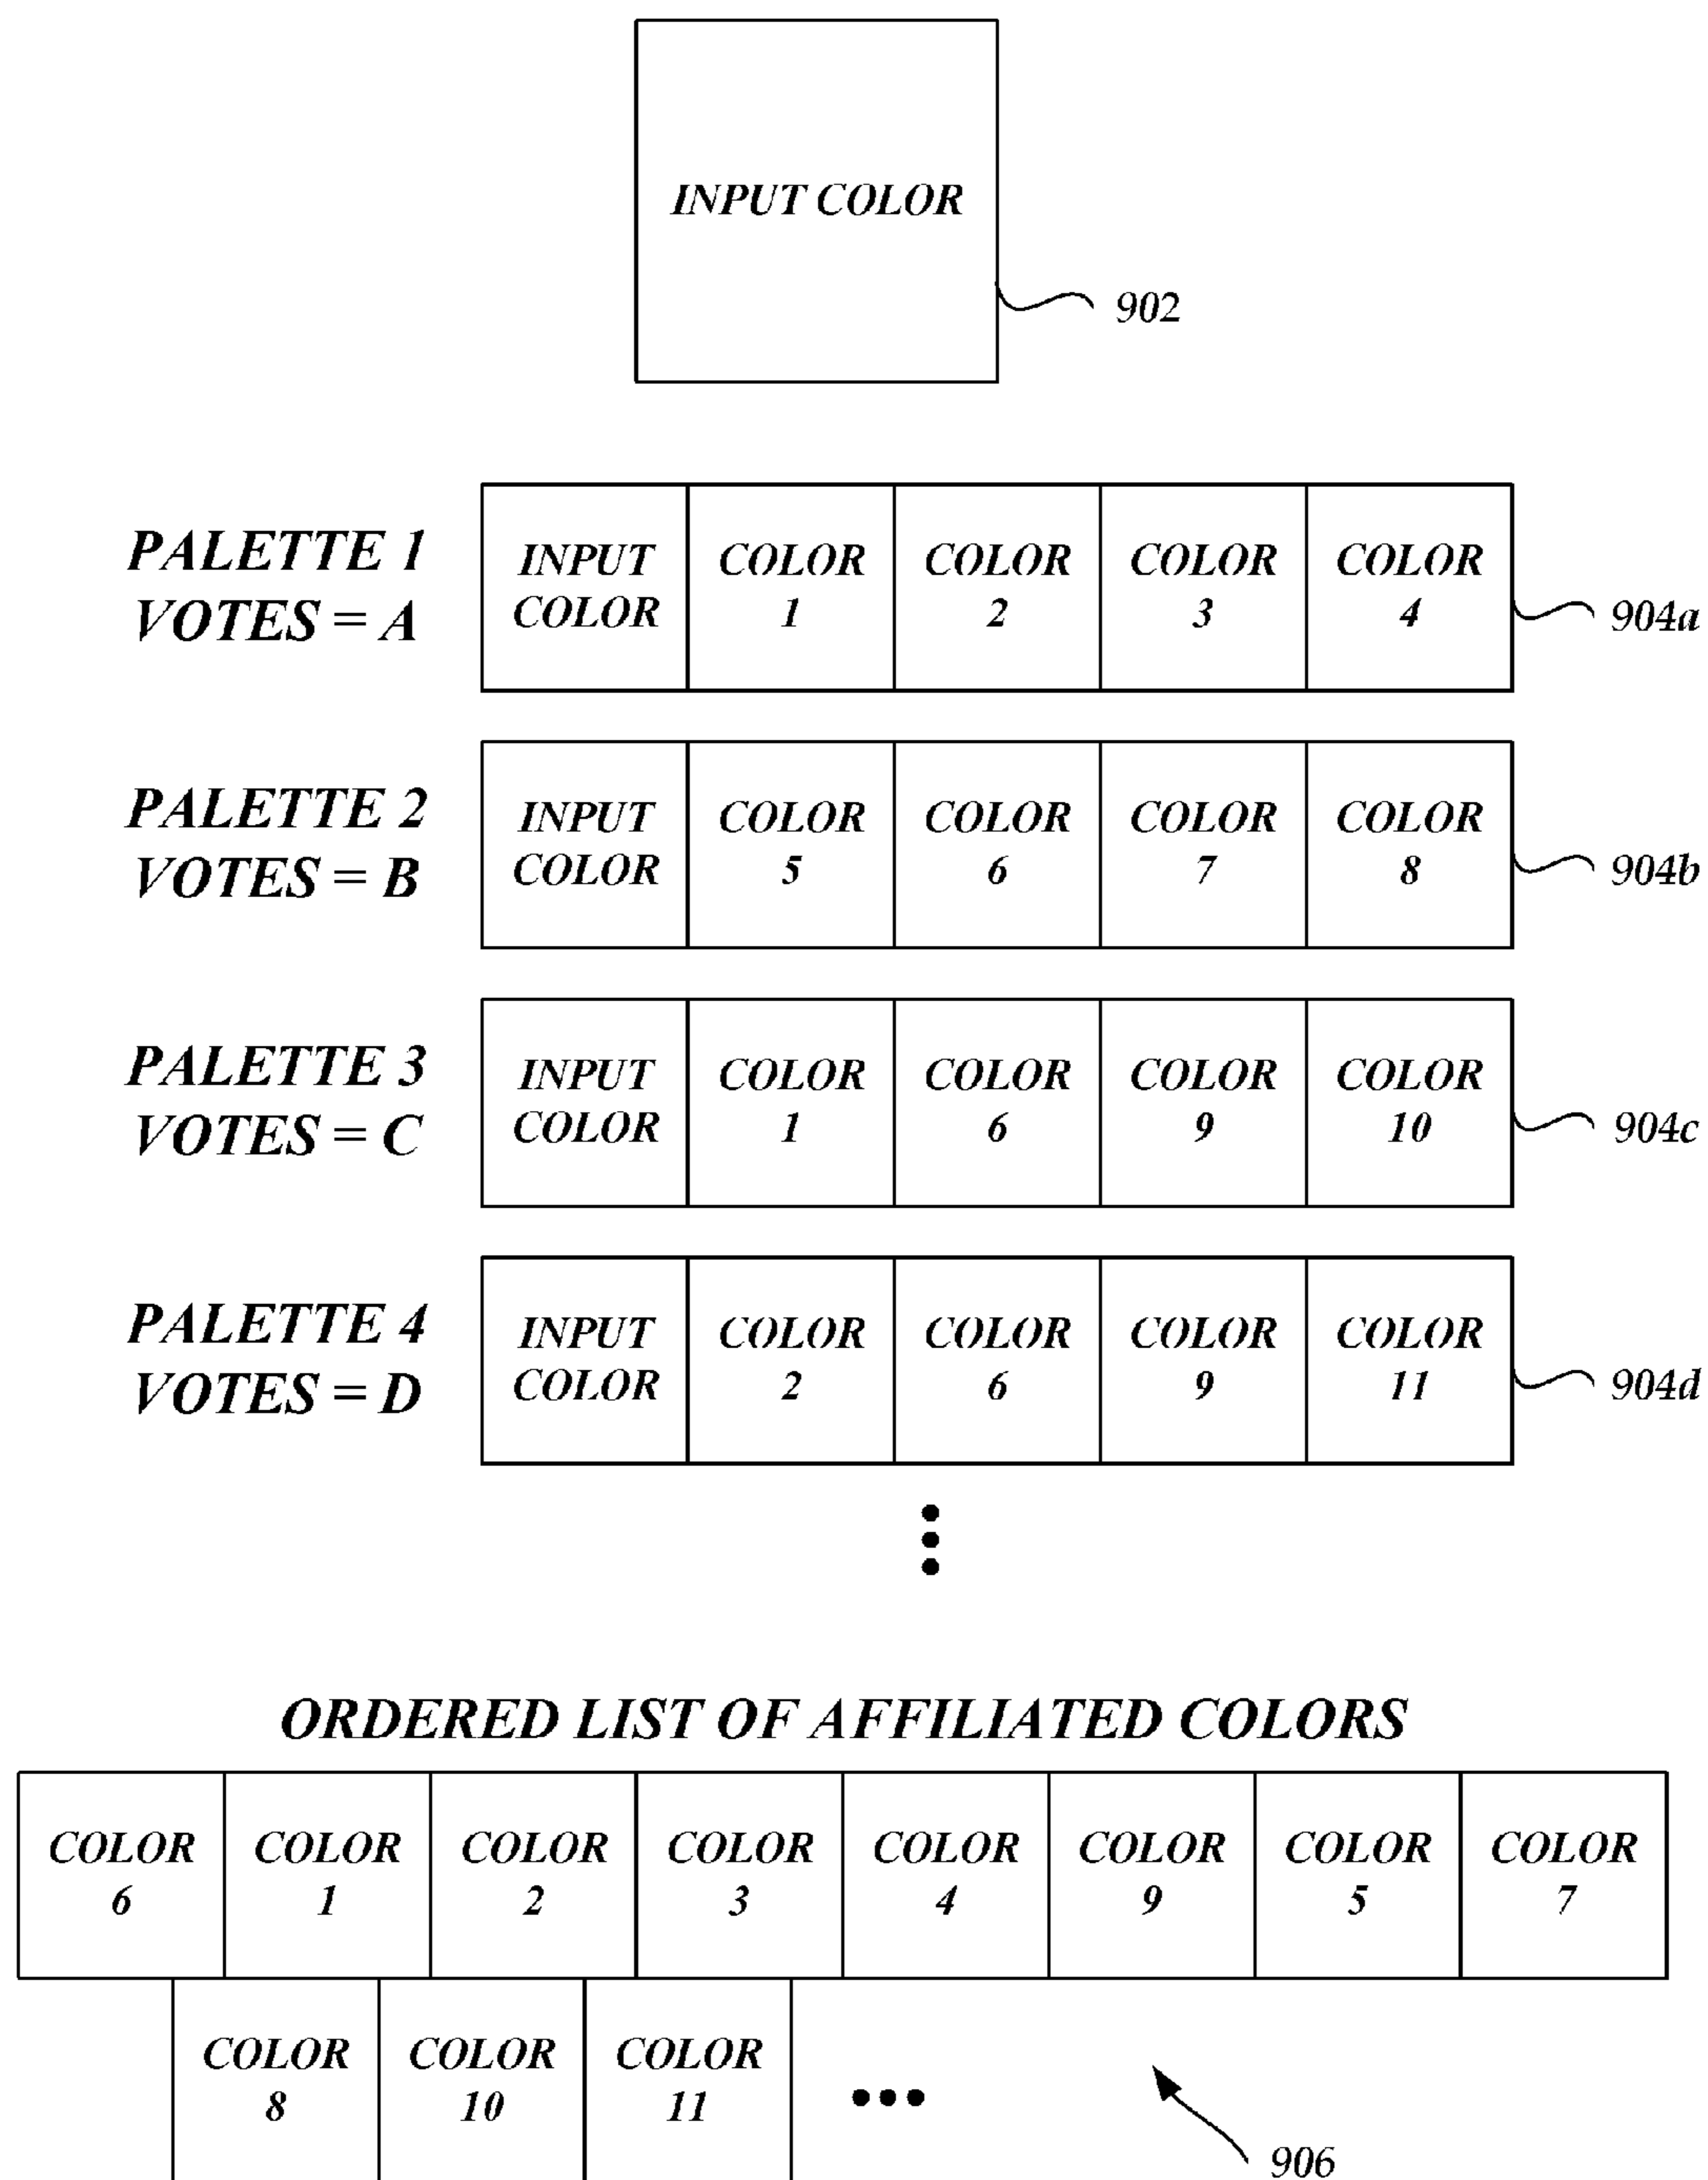 INPUT COLOR
902
PALETTE 1
VOTES = A
INPUT COLOR
COLOR 1
COLOR 2
COLOR 3
COLOR 4
904a
PALETTE 2
VOTES = B
INPUT COLOR
COLOR 5
COLOR 6
COLOR 7
COLOR 8
904b
PALETTE 3
VOTES = C
INPUT COLOR
COLOR 1
COLOR 6
COLOR 9
COLOR 10
904c
PALETTE 4
VOTES = D
INPUT COLOR
COLOR 2
COLOR 6
COLOR 9
COLOR 11
904d
ORDERED LIST OF AFFILIATED COLORS
COLOR 6
COLOR 1
COLOR 2
COLOR 3
COLOR 4
COLOR 9
COLOR 5
COLOR 7
COLOR 8
COLOR 10
COLOR 11
906